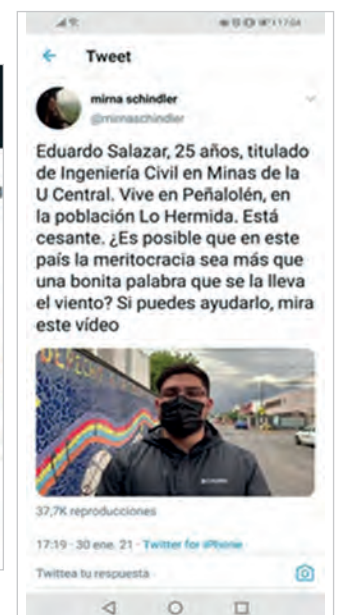 Tweet
mirna schindler
@mirnaschindler
Eduardo Salazar, 25 años, titulado
de Ingeniería Civil en Minas de la
U Central. Vive en Peñalolén, en
la población Lo Hermida. Está
cesante. ¿Es posible que en este
país la meritocracia sea más que
una bonita palabra que se la lleva
el viento? Si puedes ayudarlo, mira
este vídeo
37,7K reproducciones
17:19 · 30 ene. 21 · Twitter for iPhone
Twittea tu respuesta